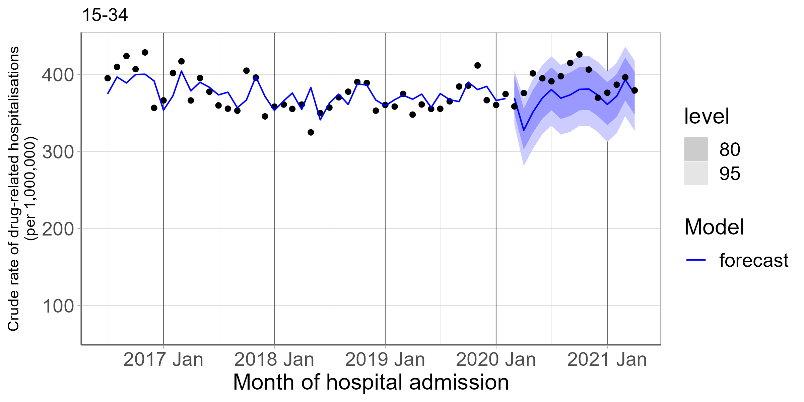 15-34
Crude rate of drug-related hospitalisations
(per 1,000,000)
400
300
200
100
2017 Jan
2018 Jan
2019 Jan
2020 Jan
2021 Jan
Month of hospital admission
level
80
95
Model
forecast